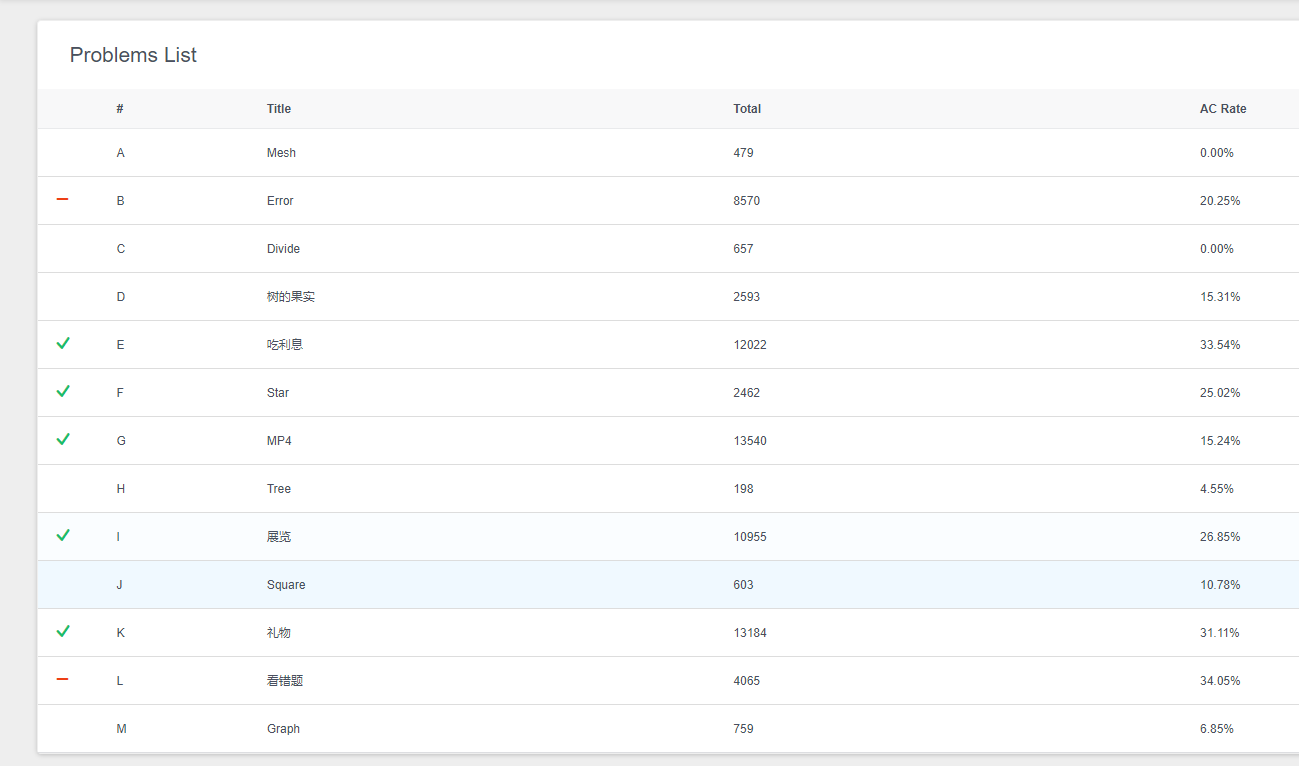 Problems List
# Title Total AC Rate
A Mesh 479 0.00%
B Error 8570 20.25%
C Divide 657 0.00%
D 树的果实 2593 15.31%
E 吃利息 12022 33.54%
F Star 2462 25.02%
G MP4 13540 15.24%
H Tree 198 4.55%
I 展览 10955 26.85%
J Square 603 10.78%
K 礼物 13184 31.11%
L 看错题 4065 34.05%
M Graph 759 6.85%